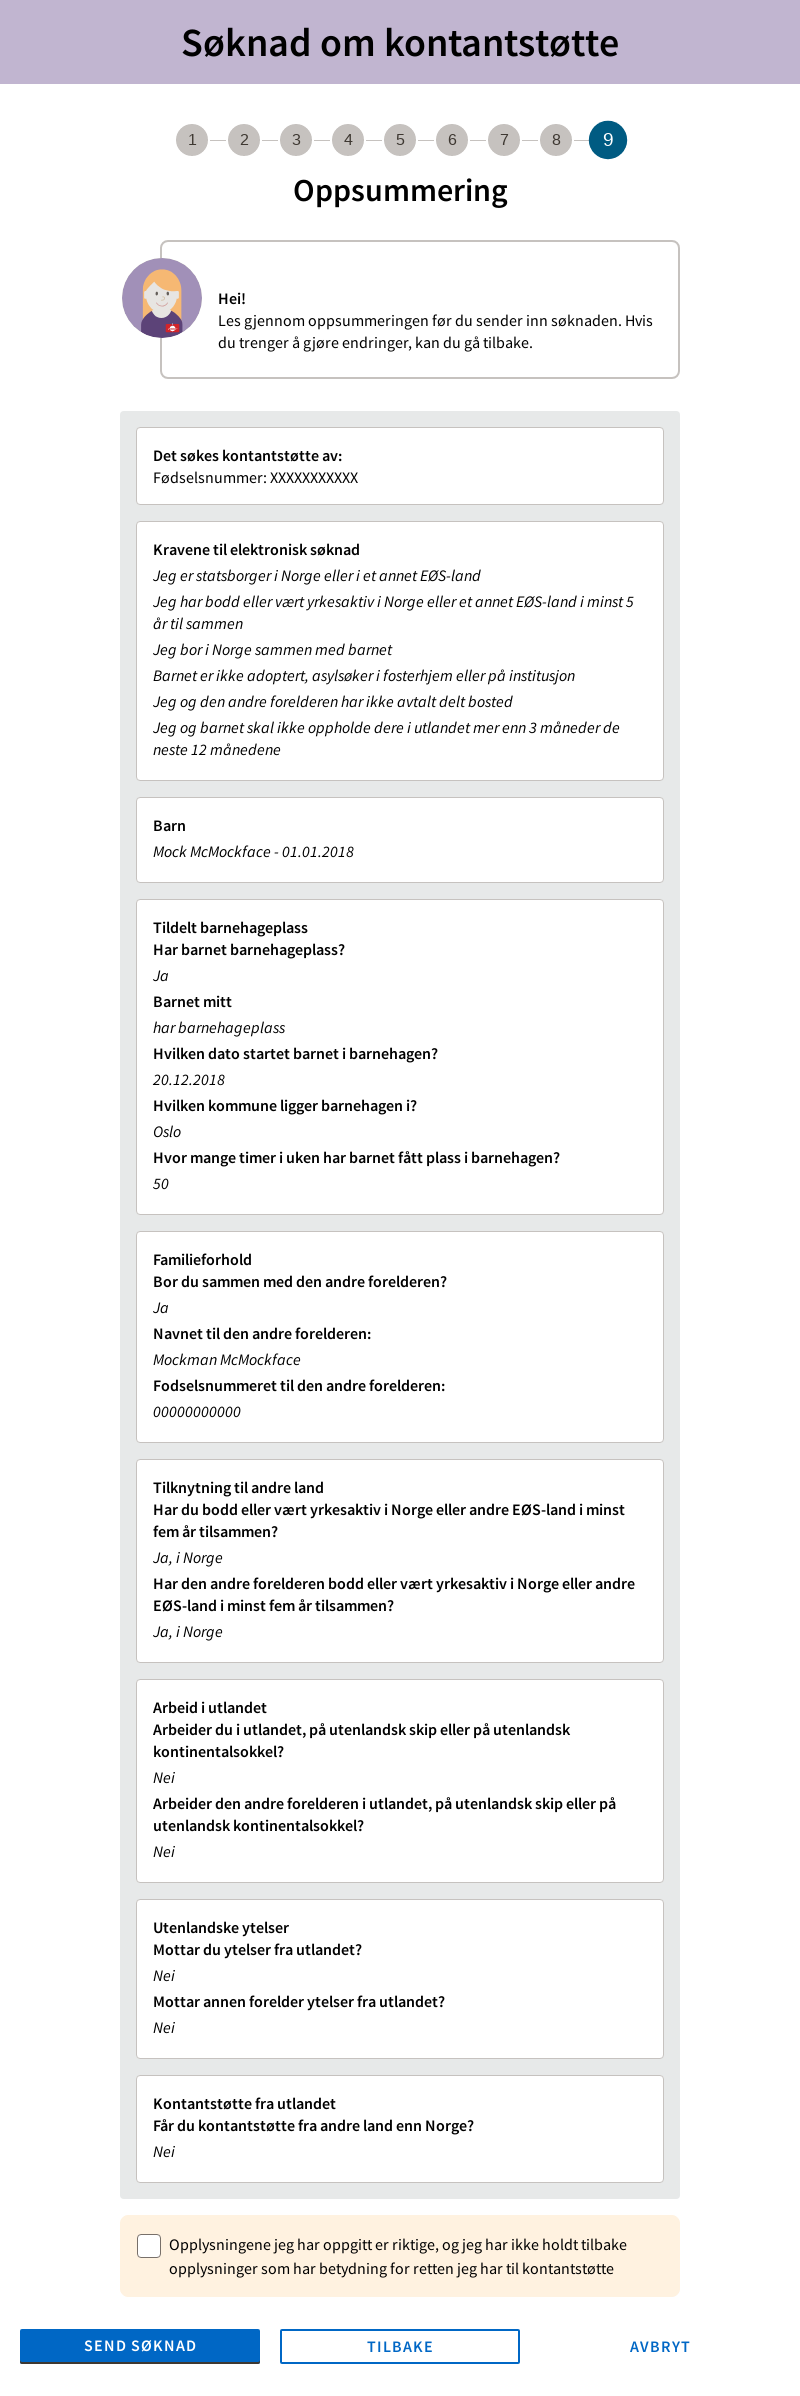 Søknad om kontantstøtte
1 2 3 4 5 6 7 8 9
Oppsummering
Hei!
Les gjennom oppsummeringen før du sender inn søknaden. Hvis
du trenger å gjøre endringer, kan du gå tilbake.
Det søkes kontantstøtte av:
Fødselsnummer: XXXXXXXXXXX
Kravene til elektronisk søknad
Jeg er statsborger i Norge eller i et annet EØS-land
Jeg har bodd eller vært yrkesaktiv i Norge eller et annet EØS-land i minst 5
år til sammen
Jeg bor i Norge sammen med barnet
Barnet er ikke adoptert, asylsøker i fosterhjem eller på institusjon
Jeg og den andre forelderen har ikke avtalt delt bosted
Jeg og barnet skal ikke oppholde dere i utlandet mer enn 3 måneder de
neste 12 månedene
Barn
Mock McMockface - 01.01.2018
Tildelt barnehageplass
Har barnet barnehageplass?
Ja
Barnet mitt
har barnehageplass
Hvilken dato startet barnet i barnehagen?
20.12.2018
Hvilken kommune ligger barnehagen i?
Oslo
Hvor mange timer i uken har barnet fått plass i barnehagen?
50
Familieforhold
Bor du sammen med den andre forelderen?
Ja
Navnet til den andre forelderen:
Mockman McMockface
Fodselsnummeret til den andre forelderen:
00000000000
Tilknytning til andre land
Har du bodd eller vært yrkesaktiv i Norge eller andre EØS-land i minst
fem år tilsammen?
Ja, i Norge
Har den andre forelderen bodd eller vært yrkesaktiv i Norge eller andre
EØS-land i minst fem år tilsammen?
Ja, i Norge
Arbeid i utlandet
Arbeider du i utlandet, på utenlandsk skip eller på utenlandsk
kontinentalsokkel?
Nei
Arbeider den andre forelderen i utlandet, på utenlandsk skip eller på
utenlandsk kontinentalsokkel?
Nei
Utenlandske ytelser
Mottar du ytelser fra utlandet?
Nei
Mottar annen forelder ytelser fra utlandet?
Nei
Kontantstøtte fra utlandet
Får du kontantstøtte fra andre land enn Norge?
Nei
Opplysningene jeg har oppgitt er riktige, og jeg har ikke holdt tilbake
opplysninger som har betydning for retten jeg har til kontantstøtte
SEND SØKNAD TILBAKE AVBRYT